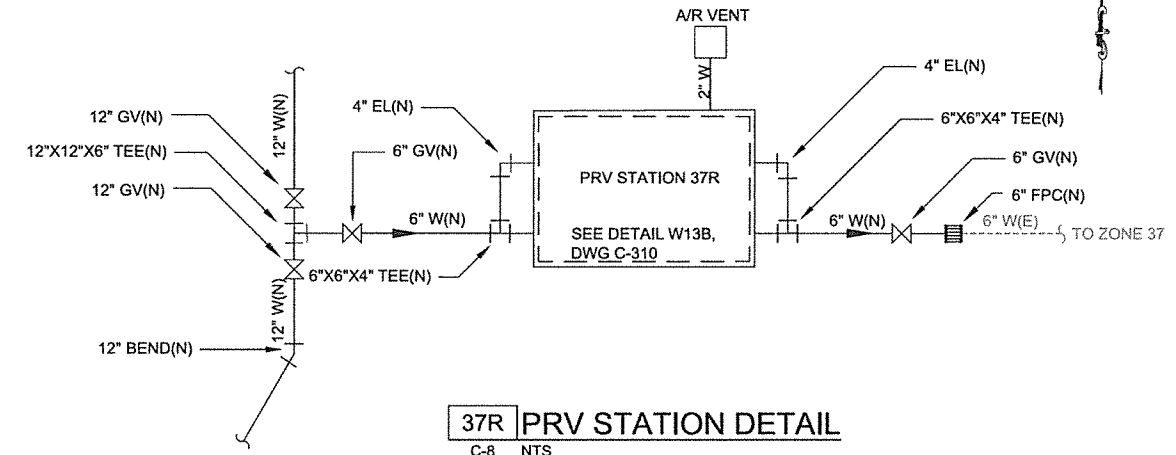 A/R VENT
2" W
4" EL(N)
4" EL(N)
12" GV(N)
12" W(N)
6"X6"X4" TEE(N)
12"X12"X6" TEE(N)
6" GV(N)
6" GV(N)
12" GV(N)
PRV STATION 37R
6" FPC(N)
6" W(N)
6" W(N)
6" W(E)
TO ZONE 37
SEE DETAIL W13B,
DWG C-310
6"X6"X4" TEE(N)
12" W(N)
12" BEND(N)
37R PRV STATION DETAIL
C-8 NTS